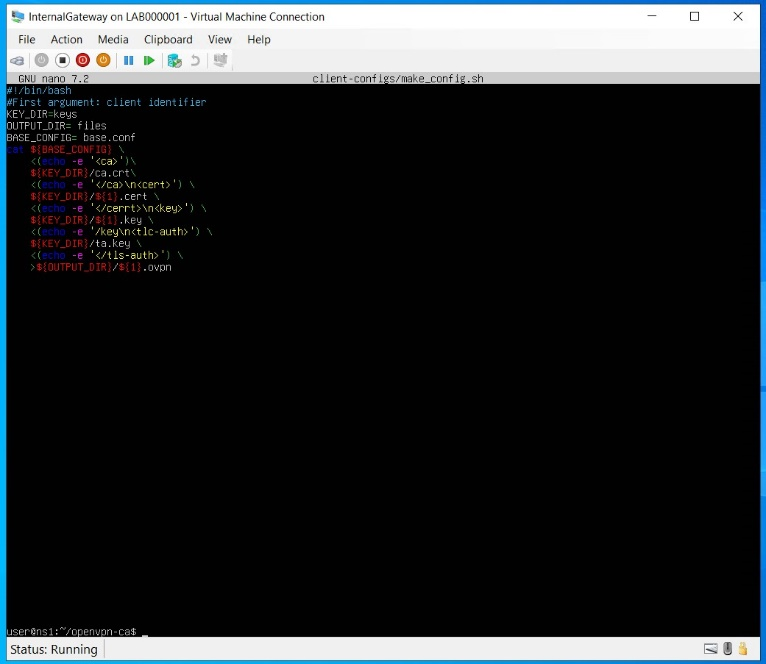 InternalGateway on LAB000001 - Virtual Machine Connection
File Action Media Clipboard View Help
GNU nano 7.2 client-configs/make_config.sh
#!/bin/bash
#First argument: client identifier
KEY_DIR=keys
OUTPUT_DIR= files
BASE_CONFIG= base.conf
cat ${BASE_CONFIG} \
<(echo -e '<ca>')\
${KEY_DIR}/ca.crt\
<(echo -e '</ca>\n<cert>') \
${KEY_DIR}/${1}.cert \
<(echo -e '</cerrt>\n<key>') \
${KEY_DIR}/${1}.key \
<(echo -e '/key\n<tlc-auth>') \
${KEY_DIR}/ta.key \
<(echo -e '</tls-auth>') \
>${OUTPUT_DIR}/${1}.ovpn
user@ns1:~/openvpn-ca$ _
Status: Running